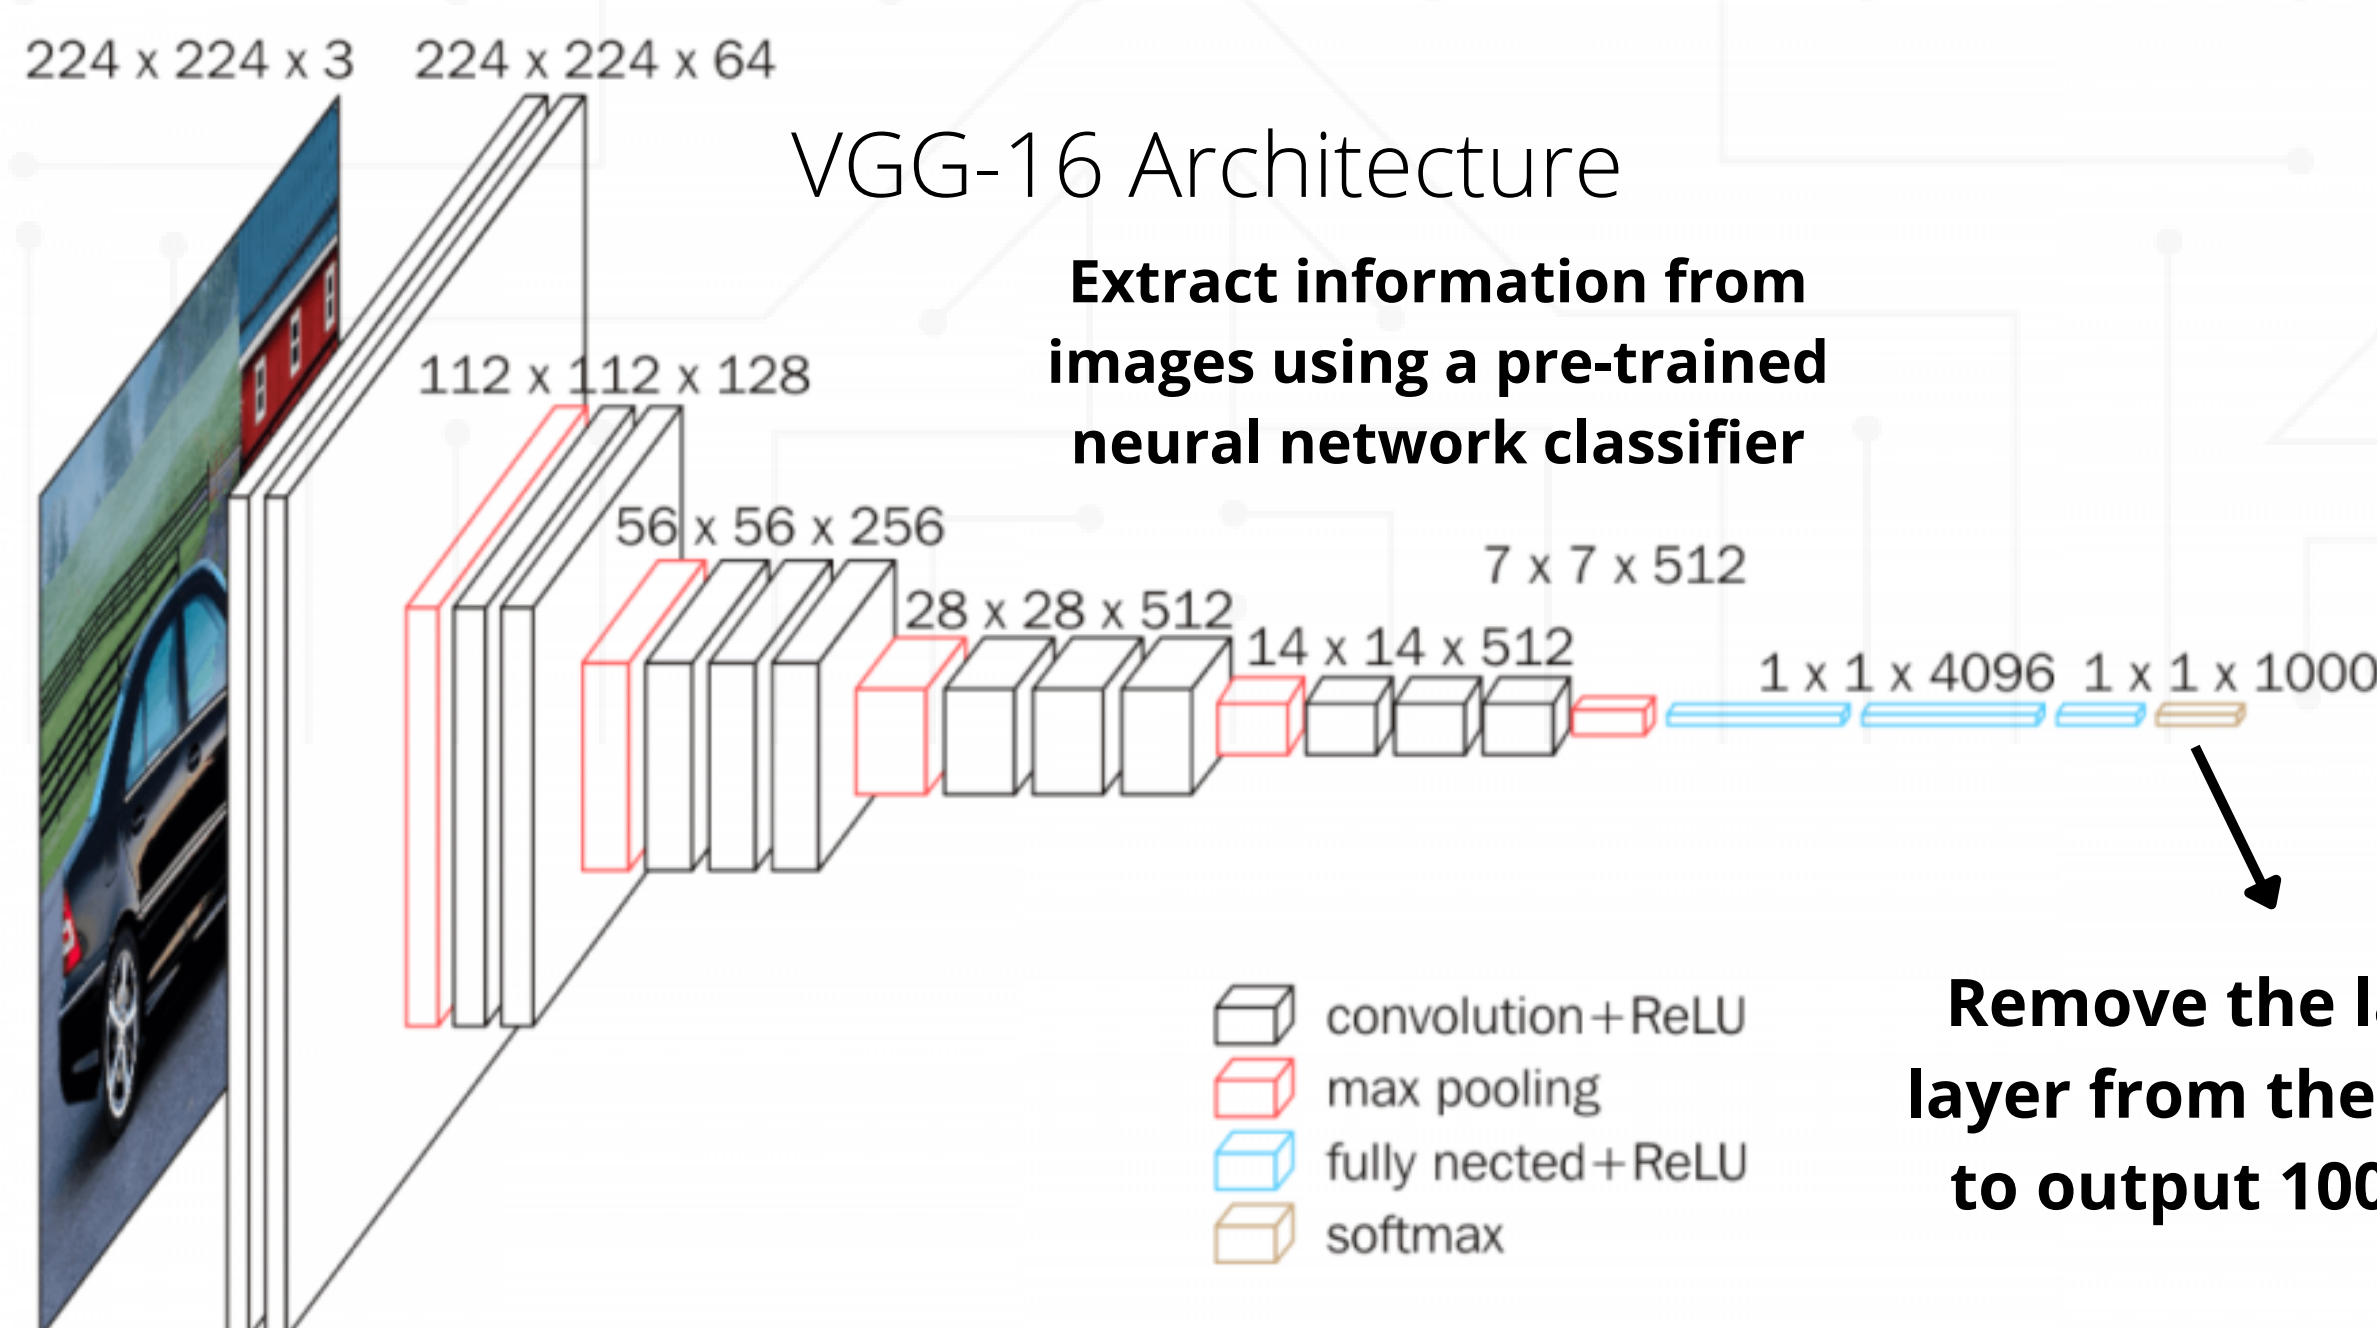 224 x 224 x 3
224 x 224 x 64
VGG-16 Architecture
Extract information from
images using a pre-trained
neural network classifier
112 x 112 x 128
56 x 56 x 256
28 x 28 x 512
14 x 14 x 512
7 x 7 x 512
1 x 1 x 4096
1 x 1 x 1000
convolution+ReLU
max pooling
fully nected+ReLU
softmax
Remove the
layer from the
to output